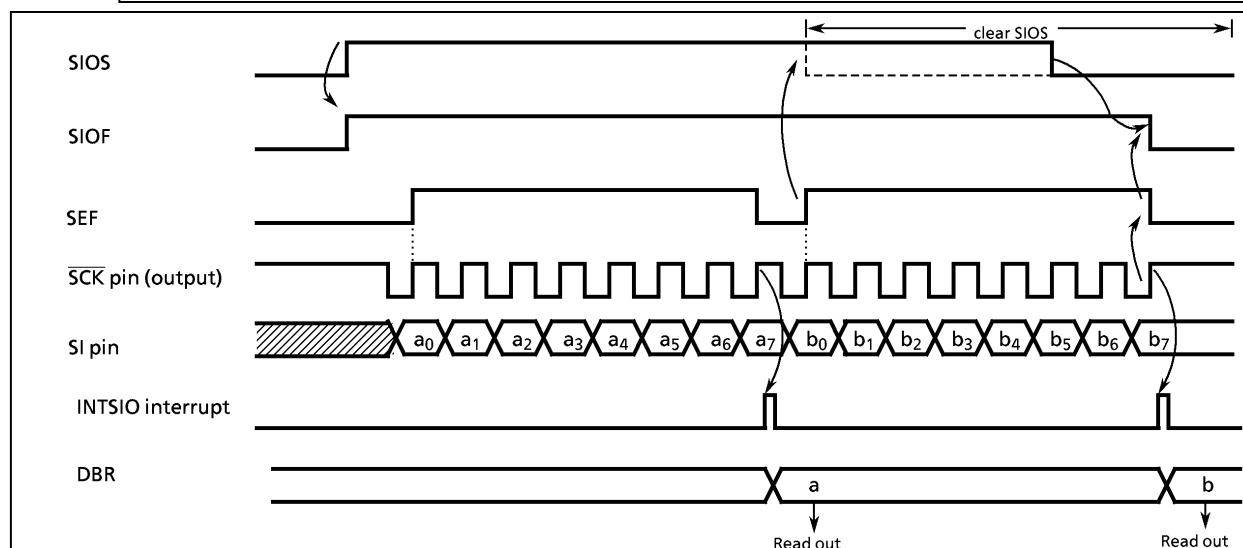 clear SIOS
SIOS
SIOF
SEF
SCK pin (output)
SI pin
a0 a1 a2 a3 a4 a5 a6 a7 b0 b1 b2 b3 b4 b5 b6 b7
INTSIO interrupt
DBR
a b
Read out Read out